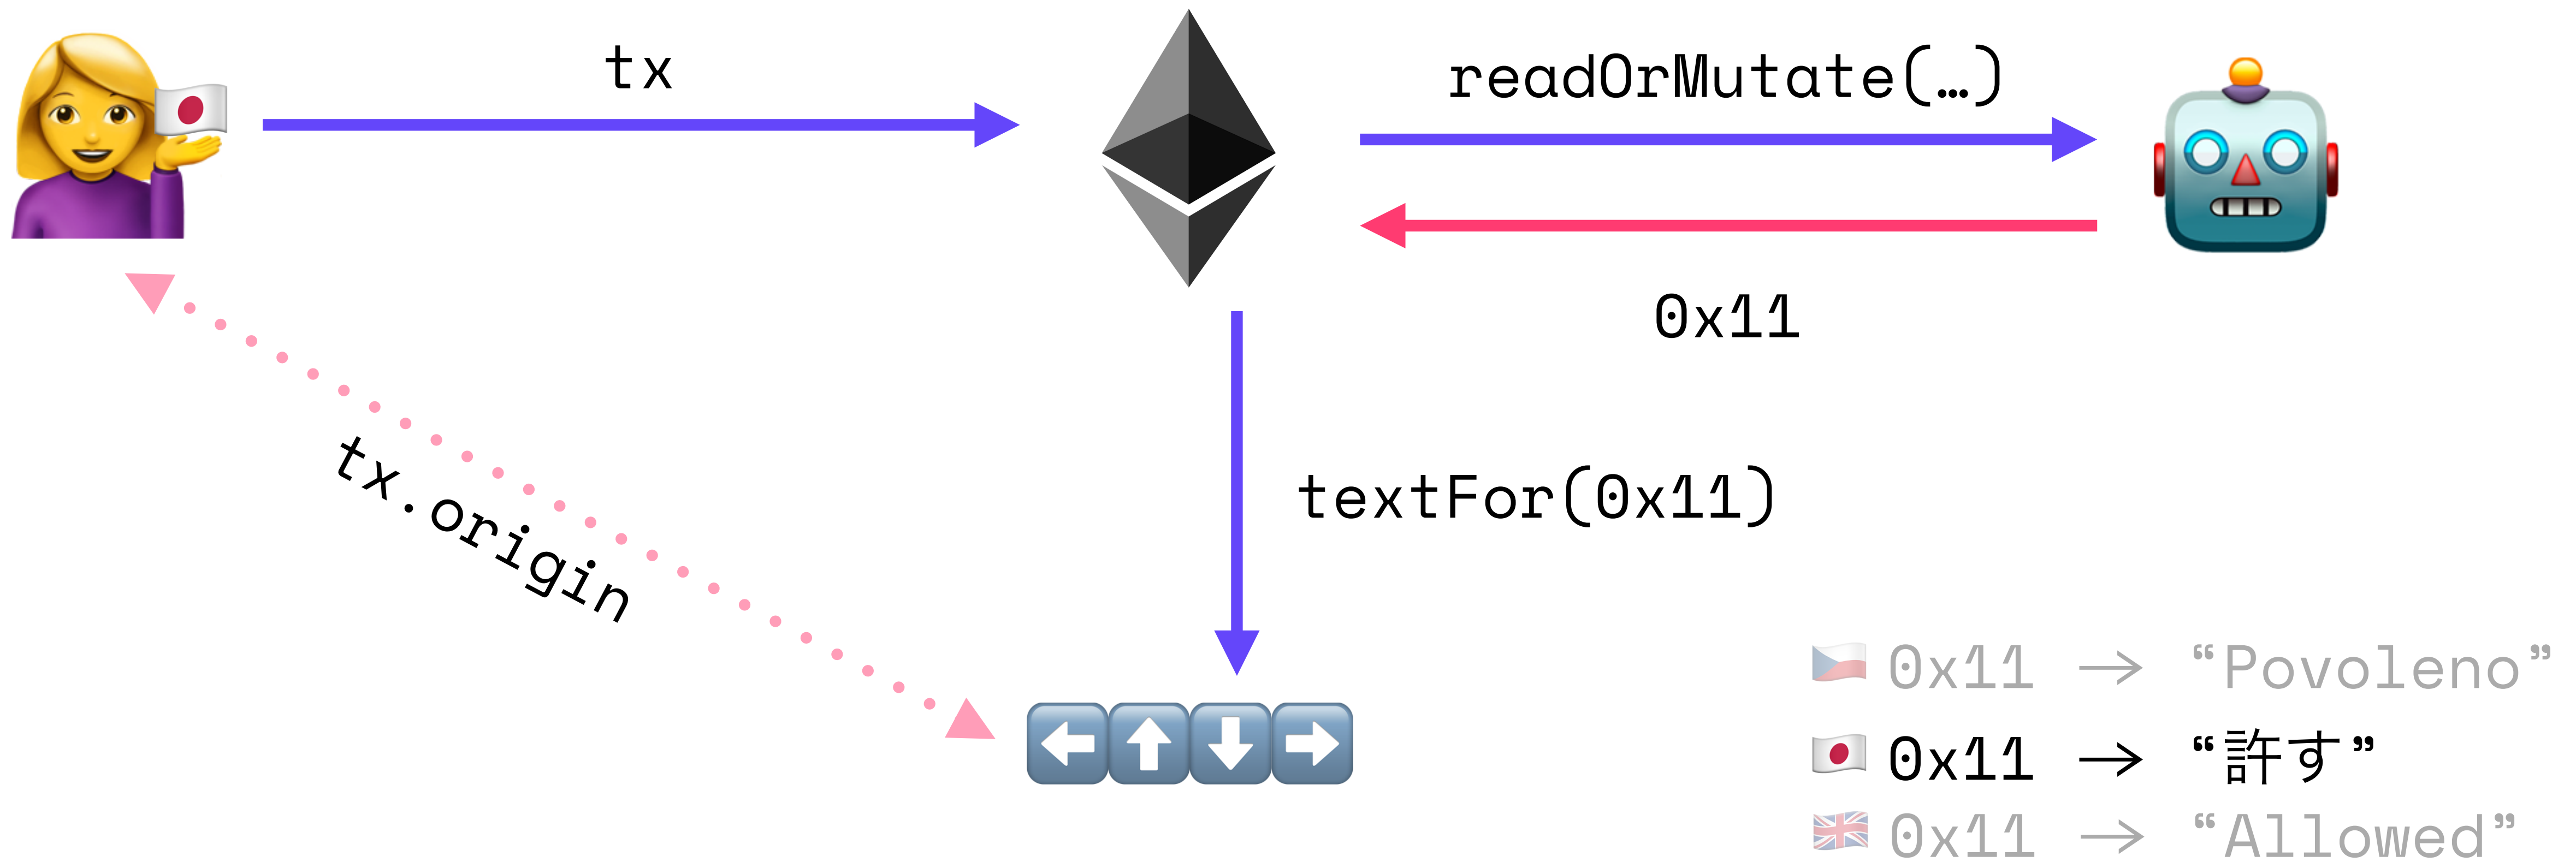 tx
readOrMutate(…)
0x11
textFor(0x11)
tx.origin
0x11 → “Povoleno”
0x11 → “許す”
0x11 → “Allowed”